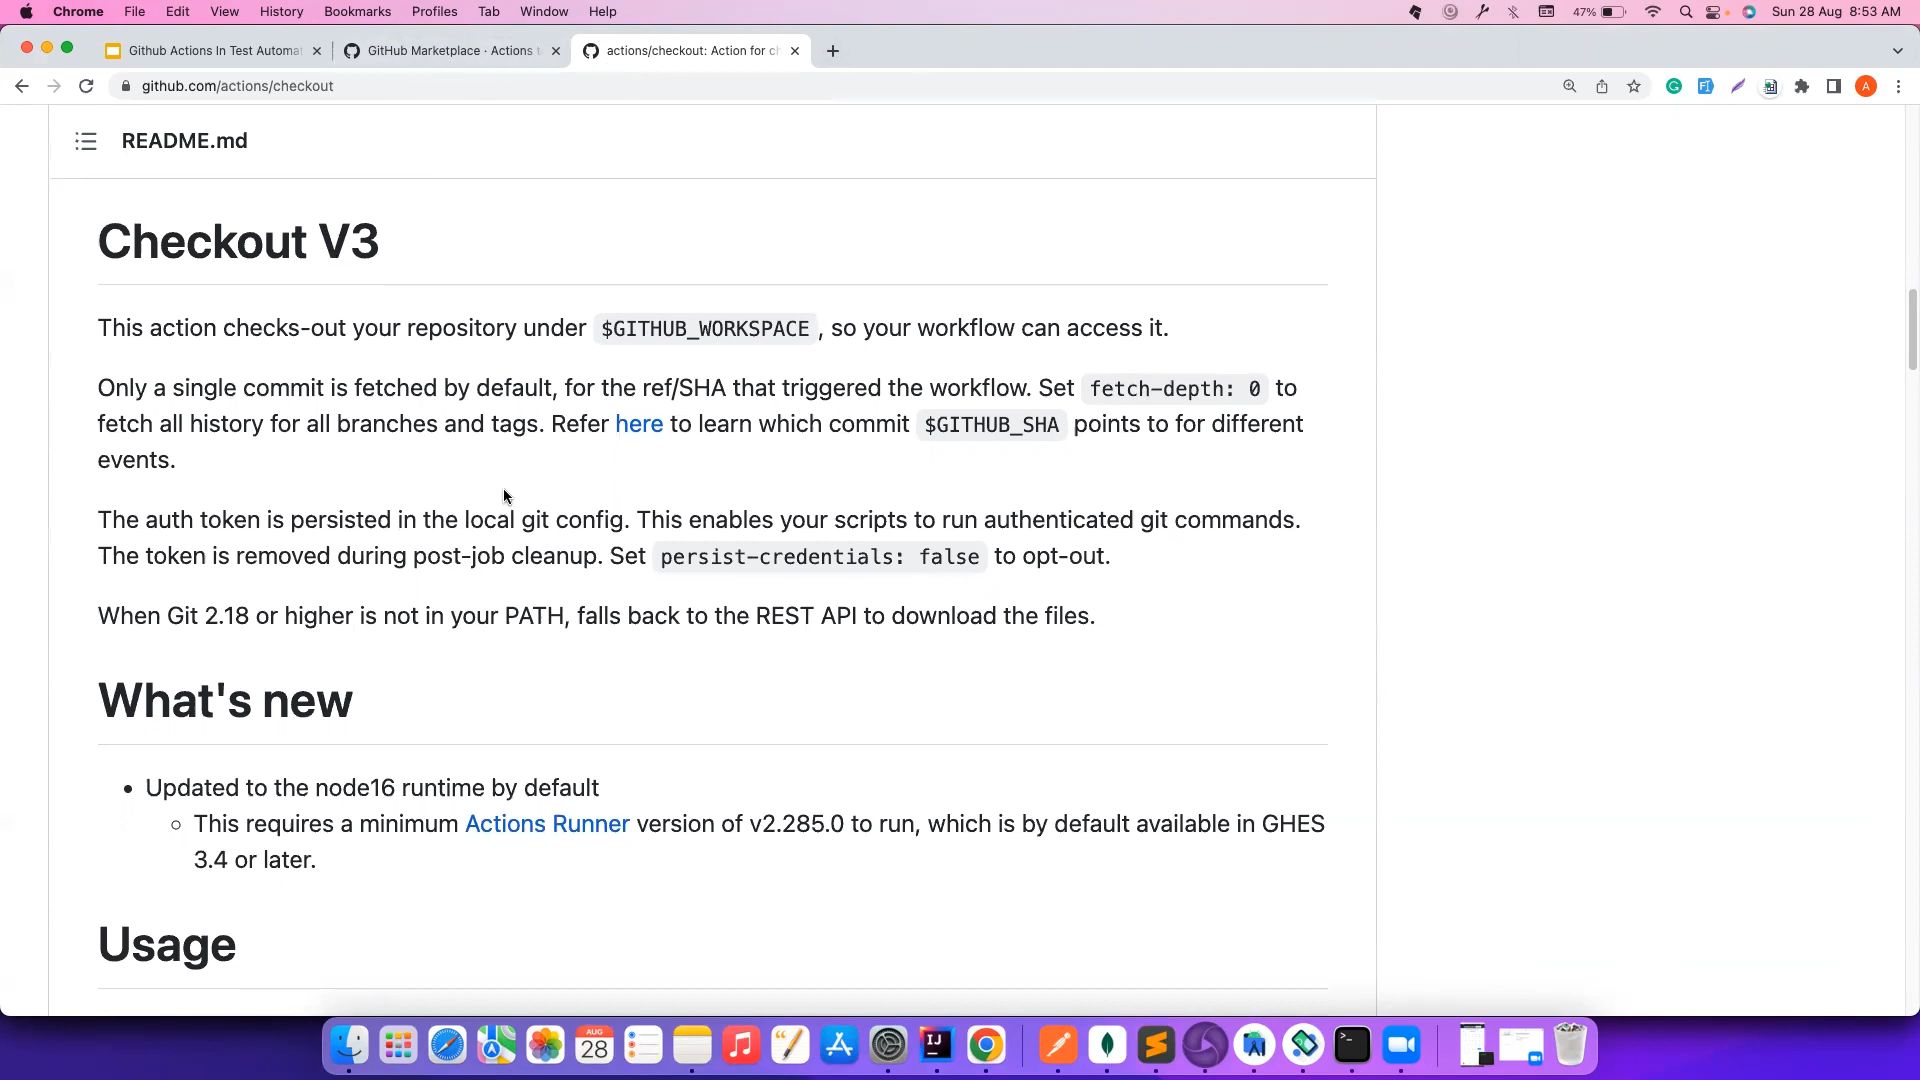 Chrome File Edit View History Bookmarks Profiles Tab Window Help 47% Sun 28 Aug 8:53 AM
Github Actions In Test Automat GitHub Marketplace · Actions t actions/checkout: Action for ch
github.com/actions/checkout
A
README.md
Checkout V3
This action checks-out your repository under $GITHUB_WORKSPACE , so your workflow can access it.
Only a single commit is fetched by default, for the ref/SHA that triggered the workflow. Set fetch-depth: 0 to
fetch all history for all branches and tags. Refer here to learn which commit $GITHUB_SHA points to for different
events.
The auth token is persisted in the local git config. This enables your scripts to run authenticated git commands.
The token is removed during post-job cleanup. Set persist-credentials: false to opt-out.
When Git 2.18 or higher is not in your PATH, falls back to the REST API to download the files.
What's new
• Updated to the node16 runtime by default
○ This requires a minimum Actions Runner version of v2.285.0 to run, which is by default available in GHES
3.4 or later.
Usage
AUG
28
IJ